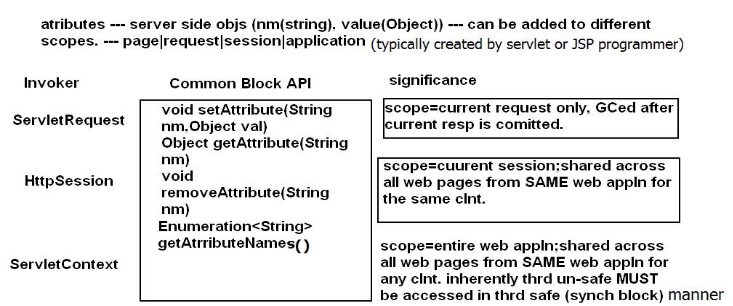 atributes --- server side objs (nm(string), value(Object)) --- can be added to different
scopes. --- page|request|session|application (typically created by servlet or JSP programmer)
Invoker
Common Block API
significance
ServletRequest
void setAttribute(String
nm,Object val)
Object getAttribute(String
nm)
void
removeAttribute(String
nm)
Enumeration<String>
getAtrributeNames()
scope=current request only, GCed after
current resp is comitted.
HttpSession
scope=cuurent session;shared across
all web pages from SAME web appln for
the same clnt.
ServletContext
scope=entire web appln;shared across
all web pages from SAME web appln for
any clnt. inherently thrd un-safe MUST
be accessed in thrd safe (synch block) manner